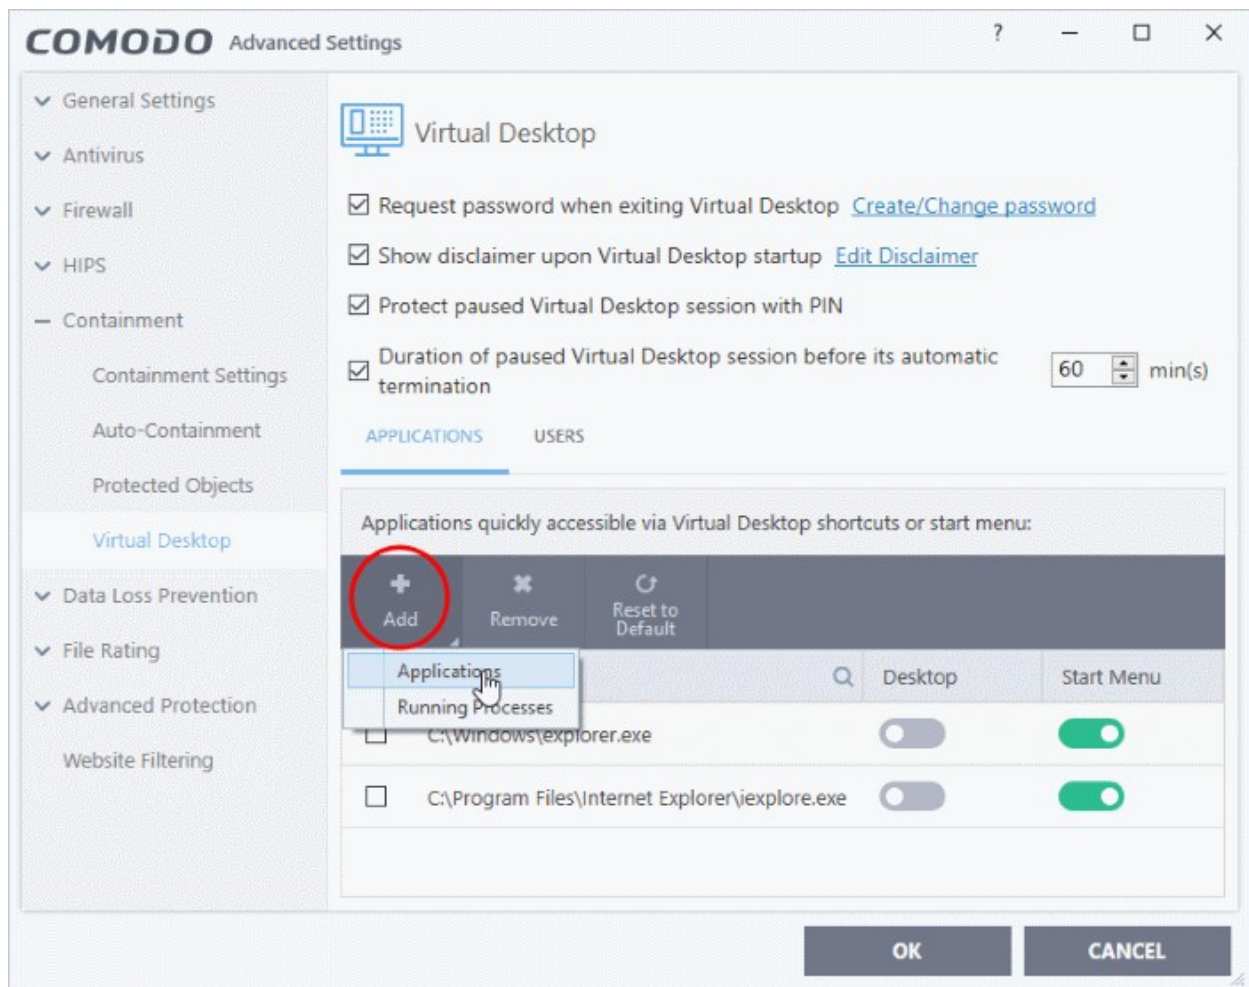 COMODO Advanced Settings ?
General Settings
Antivirus
Firewall
HIPS
Containment
Containment Settings
Auto-Containment
Protected Objects
Virtual Desktop
Data Loss Prevention
File Rating
Advanced Protection
Website Filtering
Virtual Desktop
Request password when exiting Virtual Desktop Create/Change password
Show disclaimer upon Virtual Desktop startup Edit Disclaimer
Protect paused Virtual Desktop session with PIN
Duration of paused Virtual Desktop session before its automatic
termination
60 min(s)
APPLICATIONS USERS
Applications quickly accessible via Virtual Desktop shortcuts or start menu:
Add Remove Reset to
Default
Applications
Running Processes
Desktop Start Menu
C:\Windows\explorer.exe
C:\Program Files\Internet Explorer\iexplore.exe
OK CANCEL